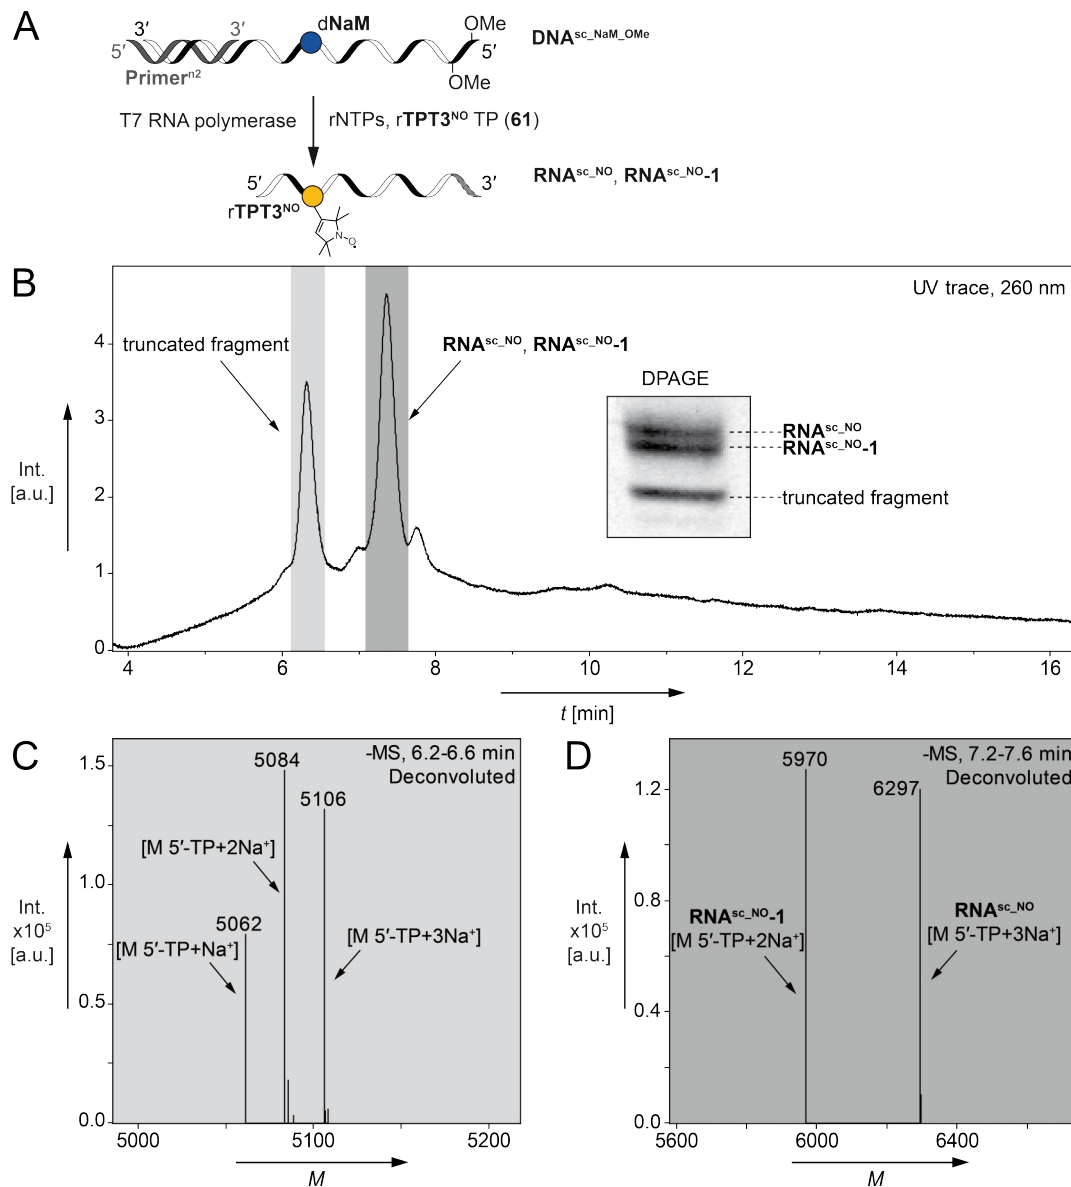 A
3′ 3′ dNaM OMe
5′ 5′ DNAsc_NaM_OMe
Primern2 OMe
T7 RNA polymerase rNTPs, rTPT3NO TP (61)
5′ 3′ RNAsc_NO, RNAsc_NO-1
rTPT3NO
N O
B
UV trace, 260 nm
truncated fragment
RNAsc_NO, RNAsc_NO-1
DPAGE
RNAsc_NO
RNAsc_NO-1
truncated fragment
Int.
[a.u.]
4
3
2
1
0
4 6 8 10 12 14 16
t [min]
C
-MS, 6.2-6.6 min
Deconvoluted
5084
5106
5062
[M 5′-TP+2Na+]
[M 5′-TP+Na+]
[M 5′-TP+3Na+]
Int.
x105
[a.u.]
1.5
1.0
0.5
0.0
5000 5100 5200
M
D
-MS, 7.2-7.6 min
Deconvoluted
5970
6297
RNAsc_NO-1
[M 5′-TP+2Na+]
RNAsc_NO
[M 5′-TP+3Na+]
Int.
x105
[a.u.]
1.2
0.8
0.4
0.0
5600 6000 6400
M